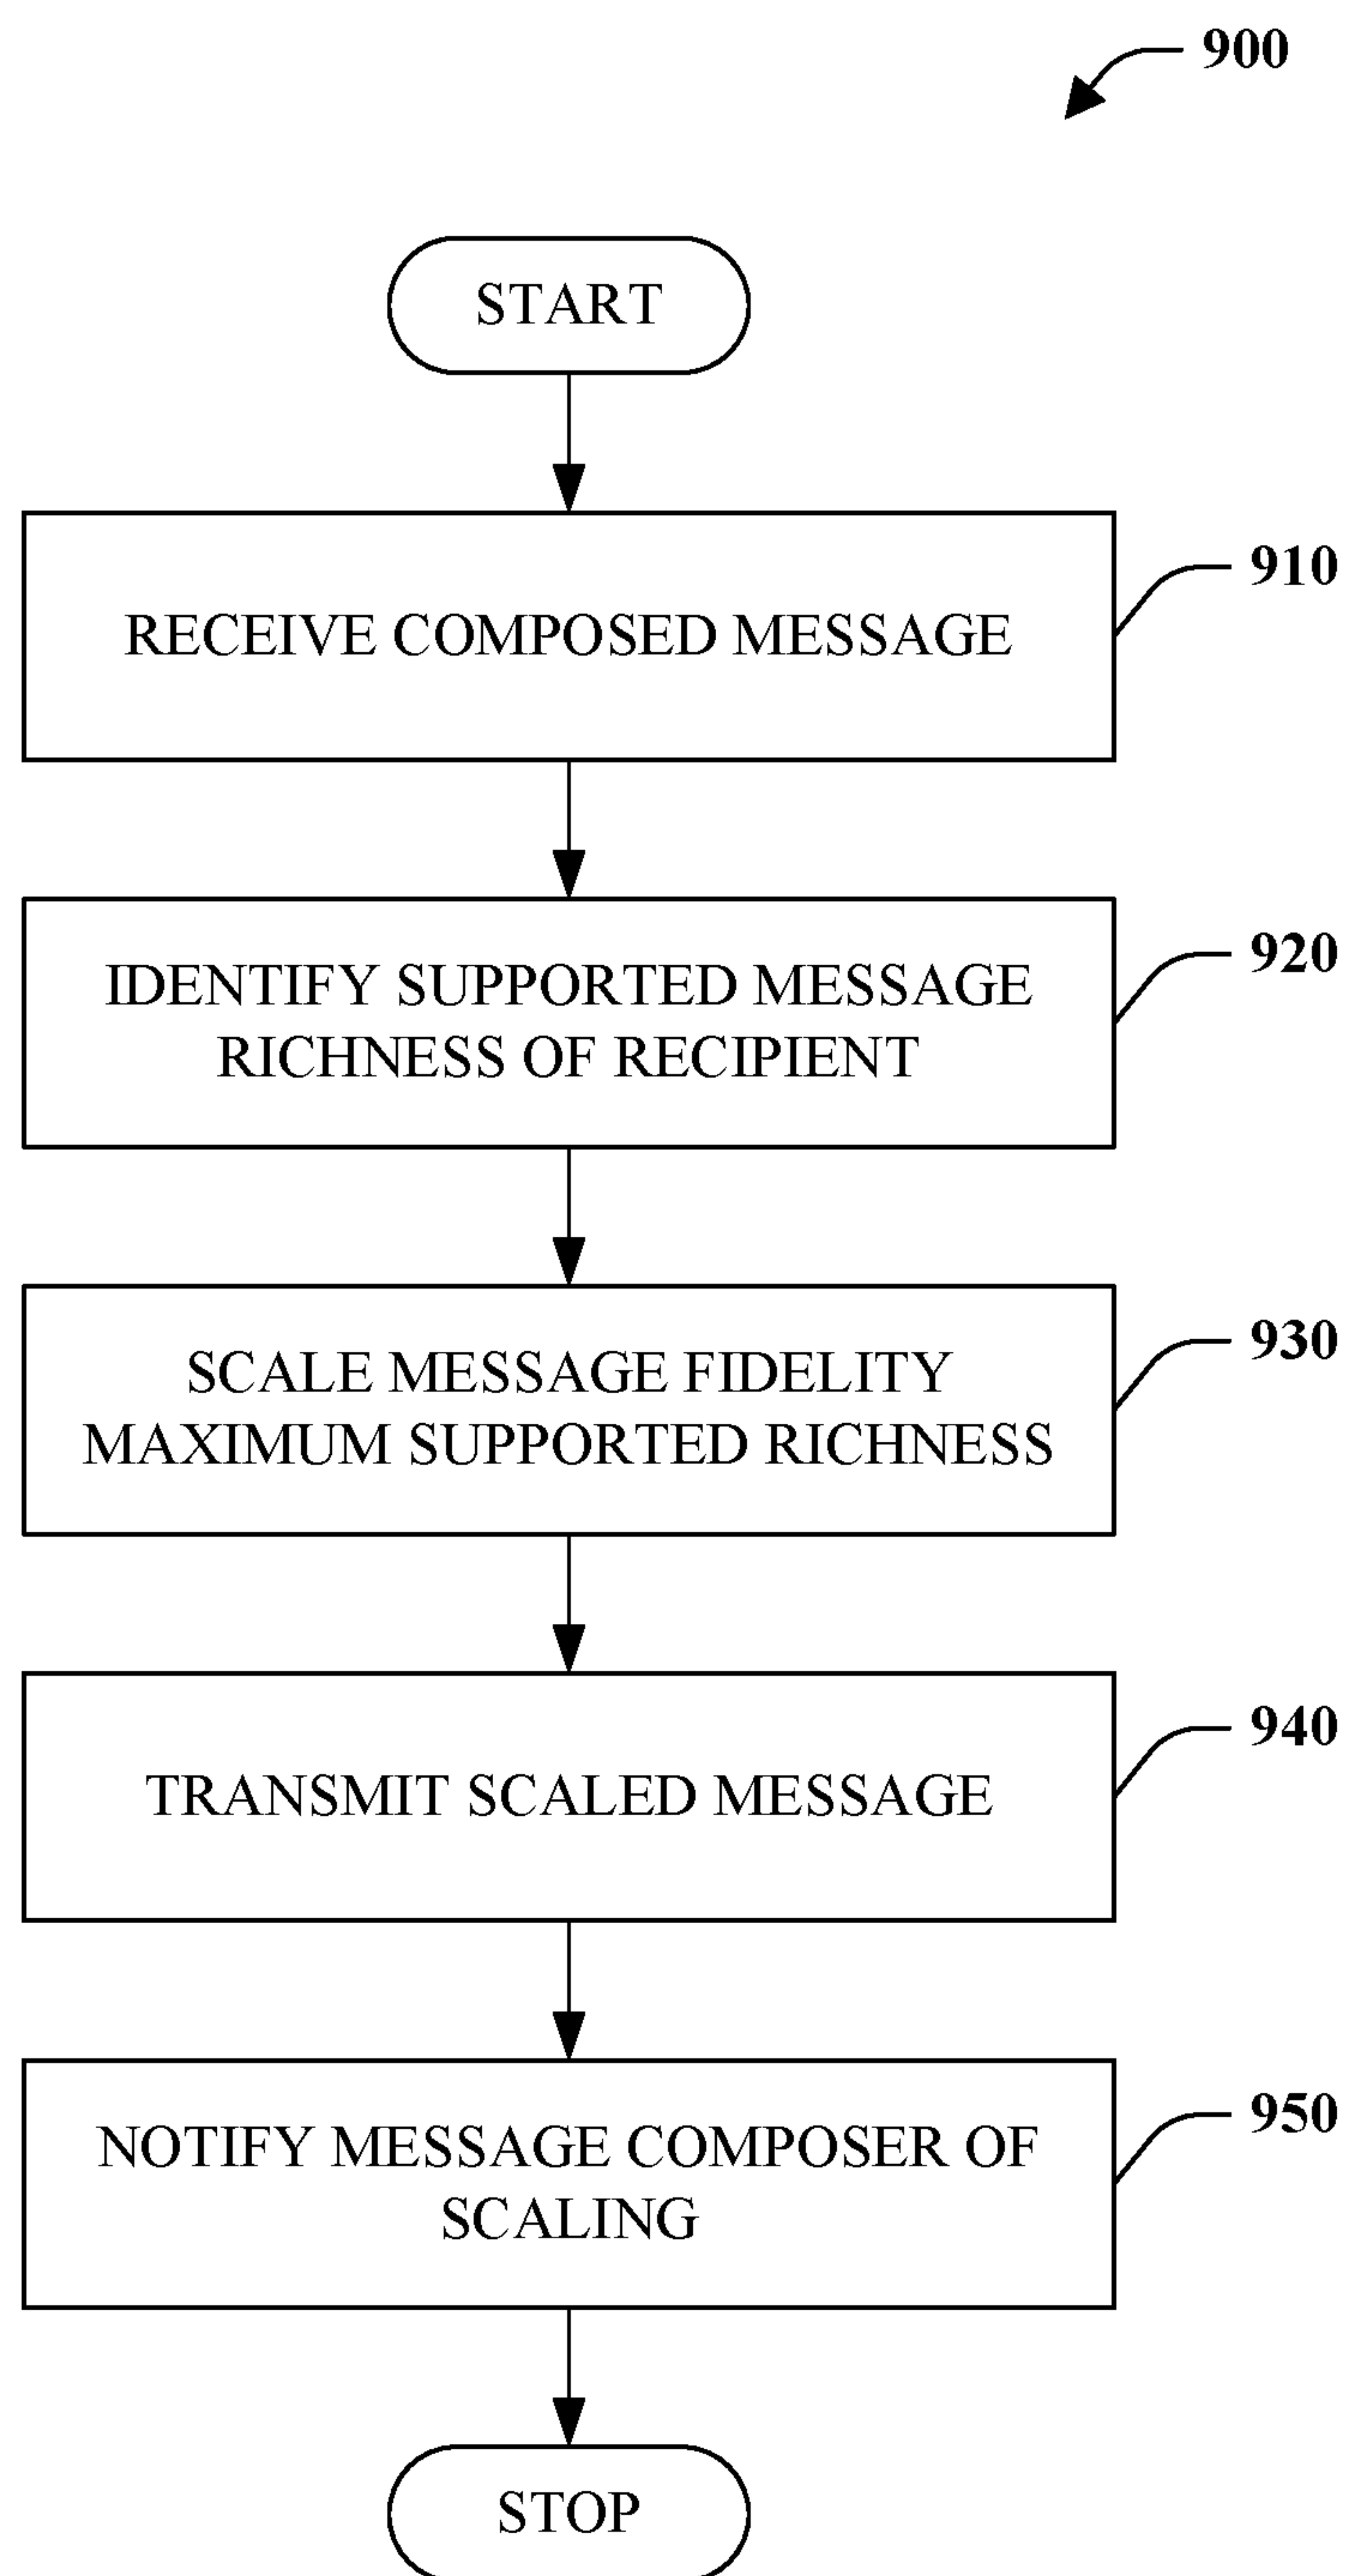 900
START
RECEIVE COMPOSED MESSAGE
910
IDENTIFY SUPPORTED MESSAGE
RICHNESS OF RECIPIENT
920
SCALE MESSAGE FIDELITY
MAXIMUM SUPPORTED RICHNESS
930
TRANSMIT SCALED MESSAGE
940
NOTIFY MESSAGE COMPOSER OF
SCALING
950
STOP